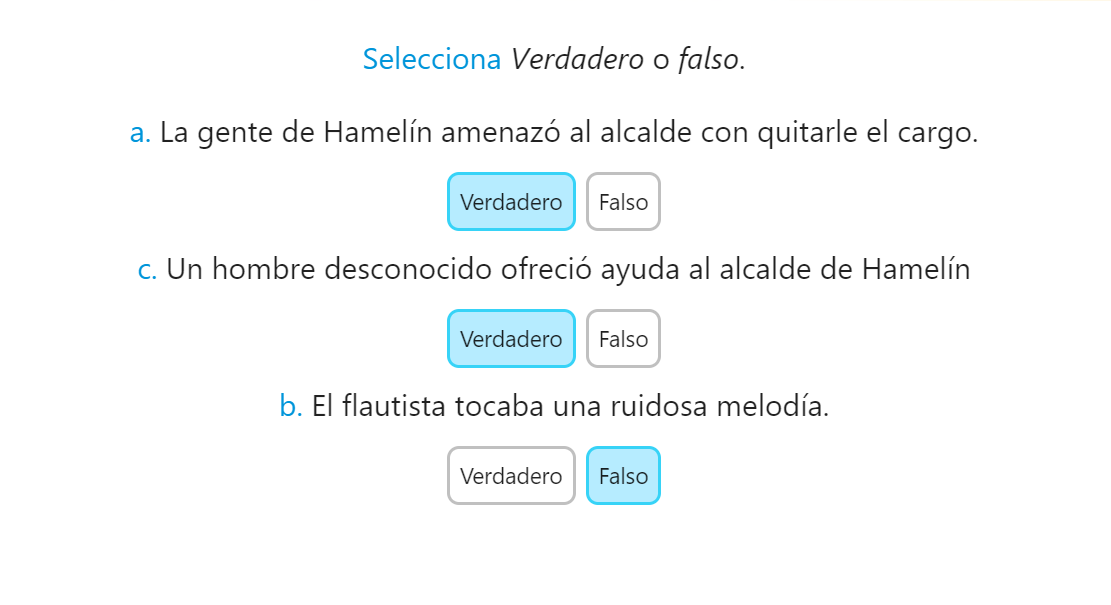 Selecciona Verdadero o falso.
a. La gente de Hamelín amenazó al alcalde con quitarle el cargo.
Verdadero Falso
c. Un hombre desconocido ofreció ayuda al alcalde de Hamelín
Verdadero Falso
b. El flautista tocaba una ruidosa melodía.
Verdadero Falso